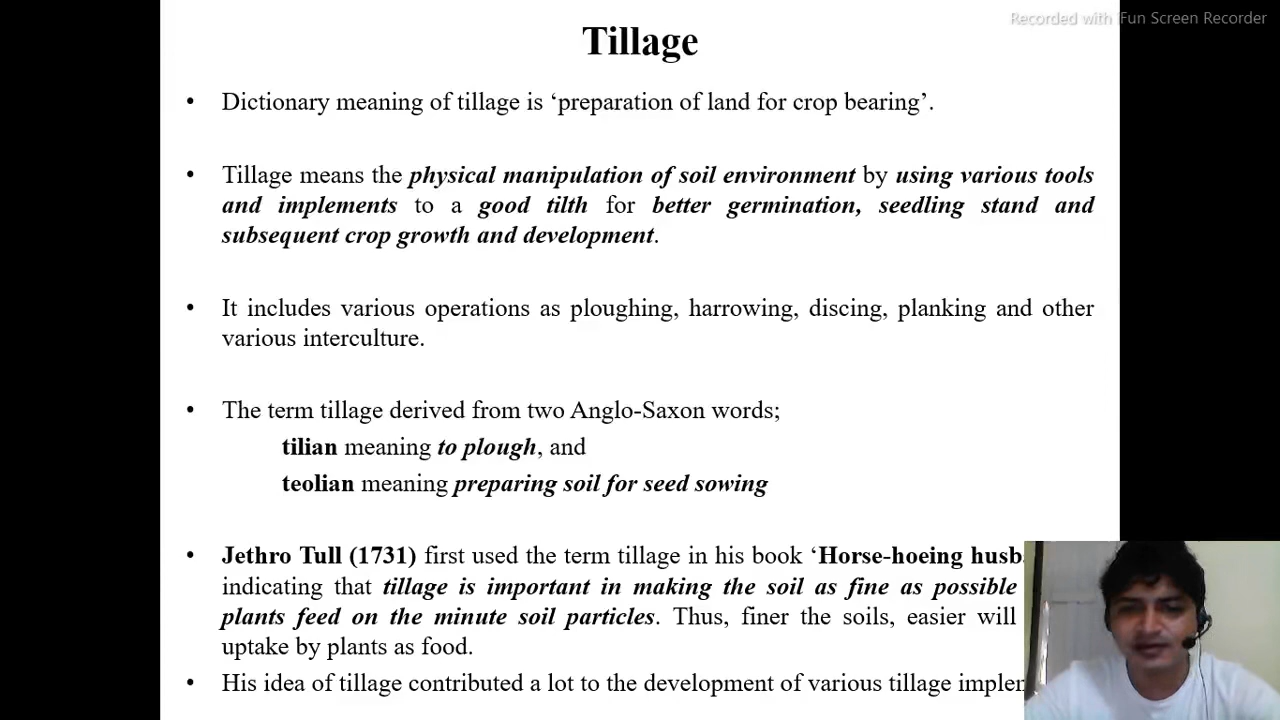 Recorded with iFun Screen Recorder
Tillage
• Dictionary meaning of tillage is ‘preparation of land for crop bearing’.
• Tillage means the physical manipulation of soil environment by using various tools
and implements to a good tilth for better germination, seedling stand and
subsequent crop growth and development.
• It includes various operations as ploughing, harrowing, discing, planking and other
various interculture.
• The term tillage derived from two Anglo-Saxon words;
tilian meaning to plough, and
teolian meaning preparing soil for seed sowing
• Jethro Tull (1731) first used the term tillage in his book ‘Horse-hoeing
indicating that tillage is important in making the soil as fine as possible
plants feed on the minute soil particles. Thus, finer the soils, easier will
uptake by plants as food.
• His idea of tillage contributed a lot to the development of various tillage